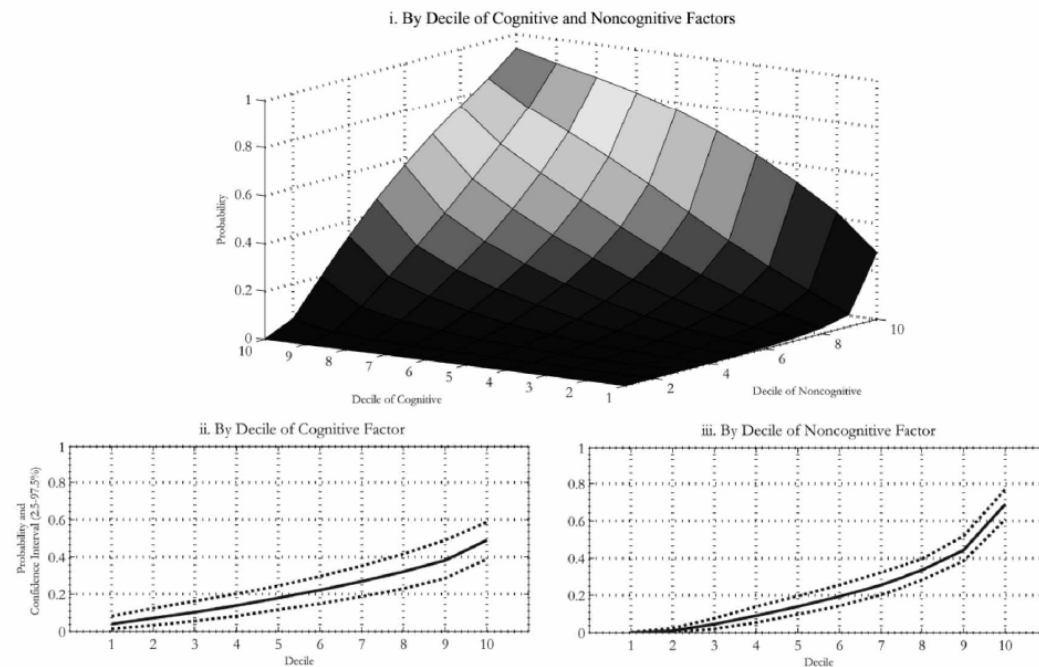 i. By Decile of Cognitive and Noncognitive Factors
1
0.8
0.6
0.4
0.2
0
Probability
10
9
8
7
6
5
4
3
2
1
Decile of Cognitive
2
4
6
8
10
Decile of Noncognitive
ii. By Decile of Cognitive Factor
Probability and
Confidence Interval (2.5-97.5%)
1
0.8
0.6
0.4
0.2
0
1 2 3 4 5 6 7 8 9 10
Decile
iii. By Decile of Noncognitive Factor
1
0.8
0.6
0.4
0.2
0
1 2 3 4 5 6 7 8 9 10
Decile